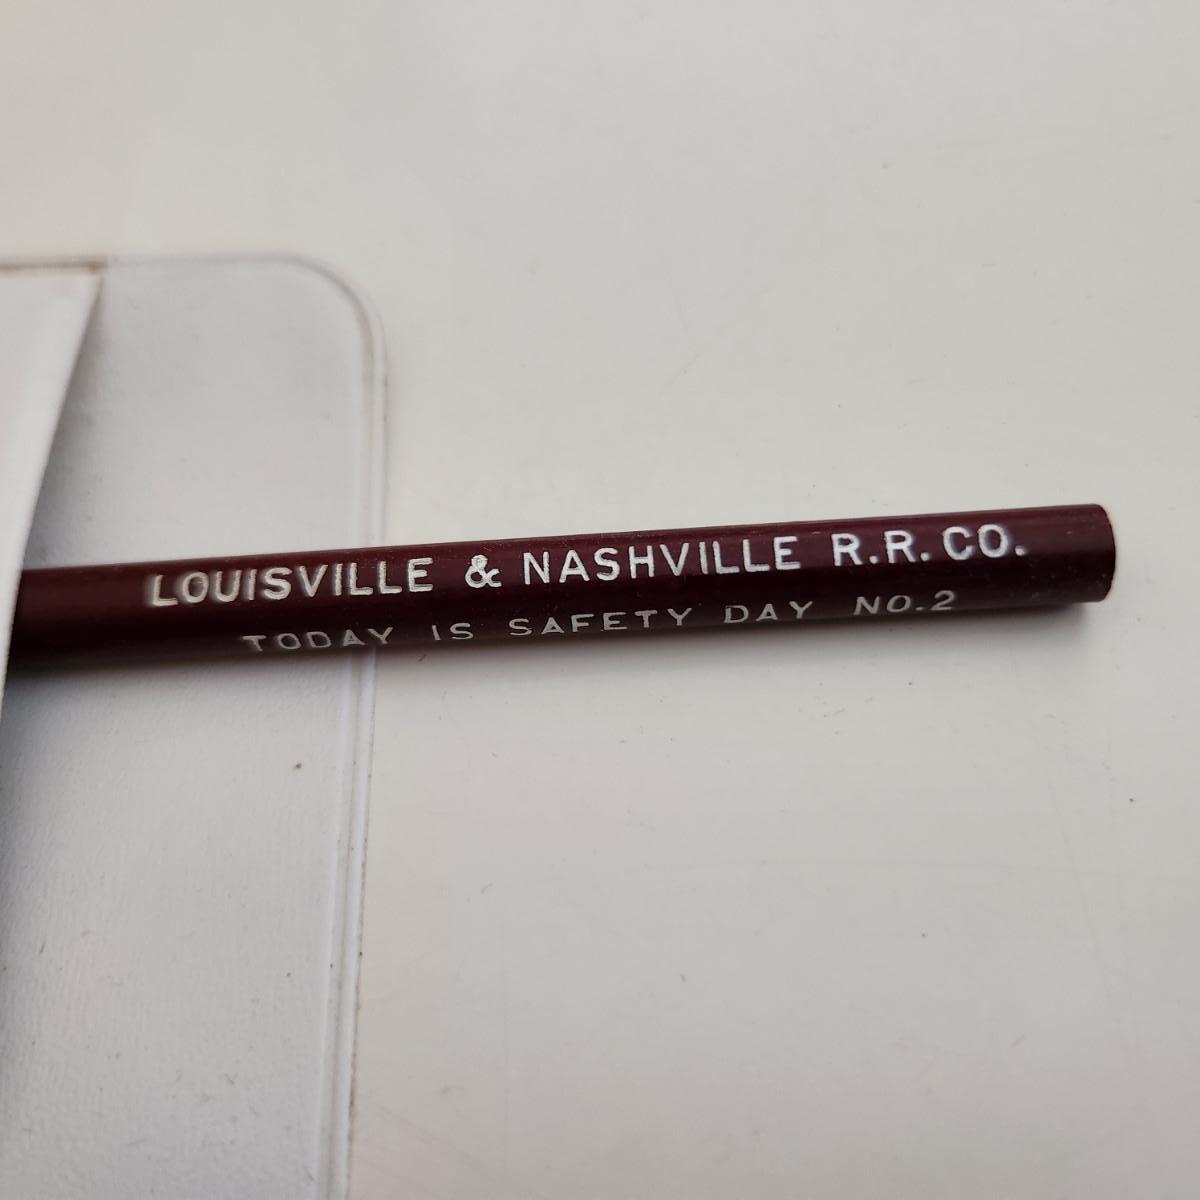 LOUISVILLE & NASHVILLE R.R. CO.
TODAY IS SAFETY DAY NO.2